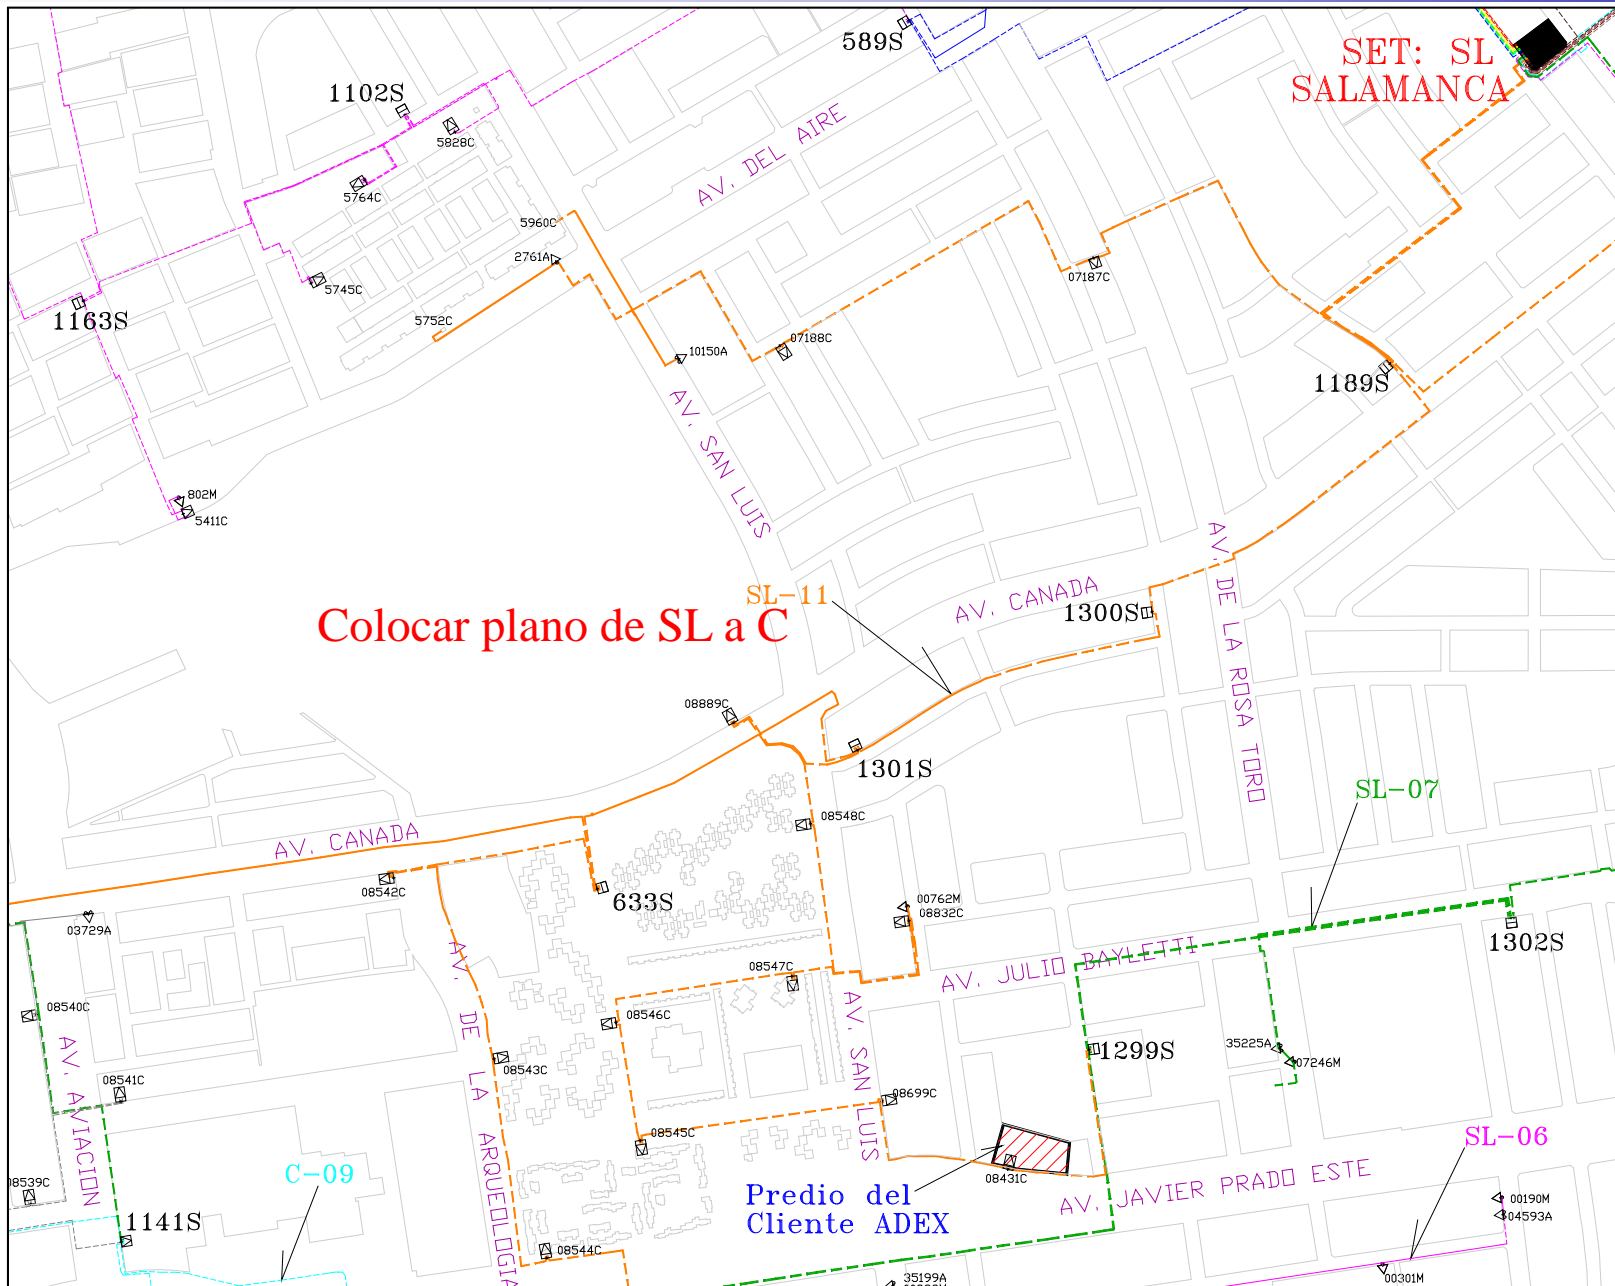 589S
SET: SL
SALAMANCA
1102S
5828C
AV. DEL AIRE
5764C
5960C
2761A
07187C
5745C
1163S
5752C
07188C
10150A
1189S
AV. SAN LUIS
802M
5411C
AV. DE LA ROSA TORO
SL-11
AV. CANADA
1300S
Colocar plano de SL a C
08889C
1301S
SL-07
08548C
AV. CANADA
08542C
633S
00762M
08832C
03729A
1302S
AV. JULIO BAYLETTI
08547C
AV. DE LA ARQUEOLOGIA
AV. SAN LUIS
08540C
08546C
AV. AVIACION
35225A
1299S
07246M
08543C
08541C
08699C
08545C
SL-06
C-09
08431C
AV. JAVIER PRADO ESTE
08539C
Predio del
Cliente ADEX
00190M
04593A
1141S
08544C
35199A
00301M